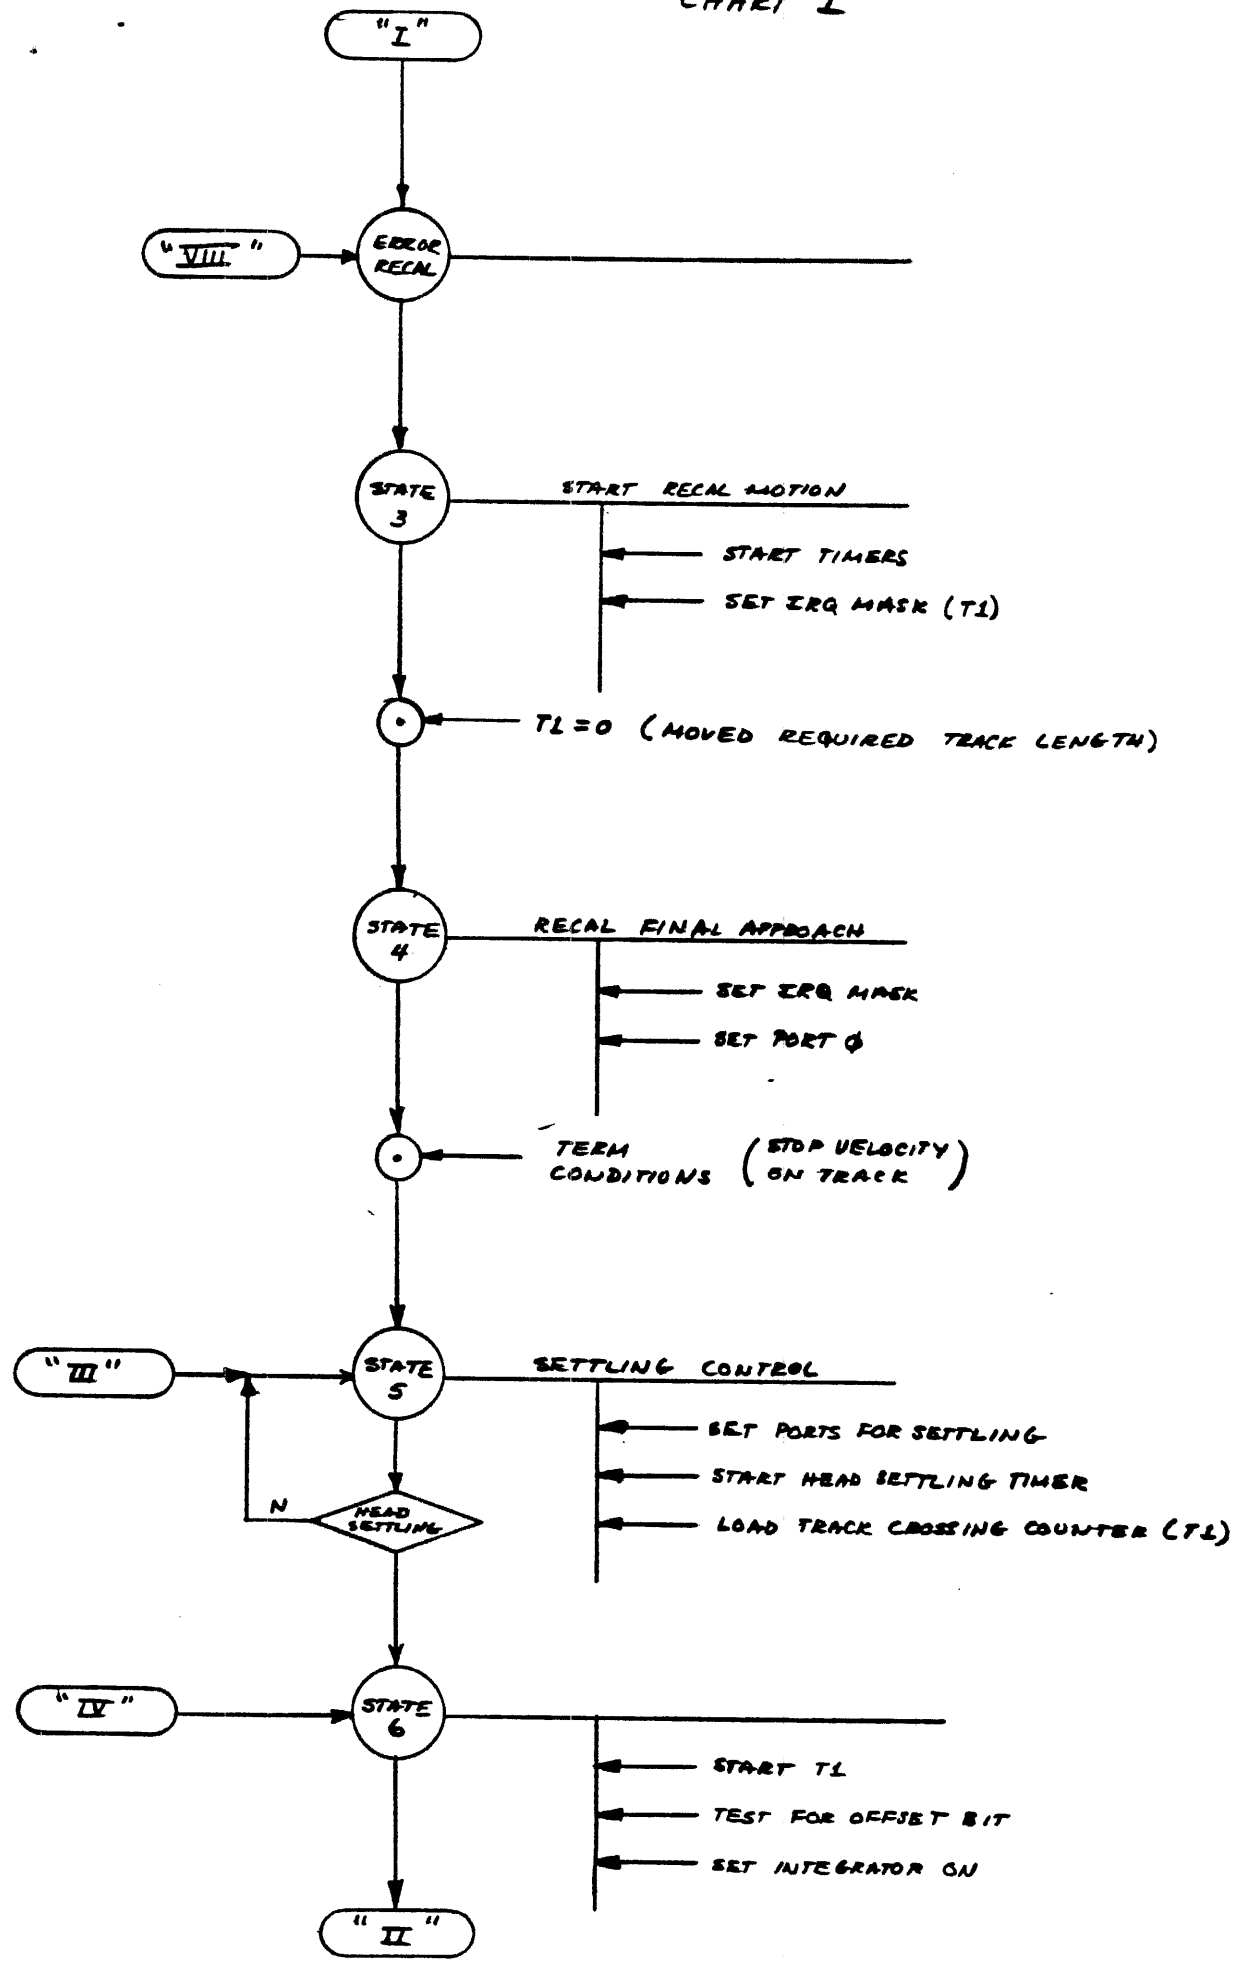 CHART I
"I"
"VIII"
ERROR
RECAL
STATE
3
START RECAL MOTION
START TIMERS
SET IRQ MASK (T1)
T1=0 (MOVED REQUIRED TRACK LENGTH)
STATE
4
RECAL FINAL APPROACH
SET IRQ MASK
SET PORT Ø
TERM
CONDITIONS
(STOP VELOCITY
ON TRACK)
"III"
STATE
5
SETTLING CONTROL
SET PORTS FOR SETTLING
START HEAD SETTLING TIMER
LOAD TRACK CROSSING COUNTER (T1)
N
HEAD
SETTLING
"IV"
STATE
6
START T1
TEST FOR OFFSET BIT
SET INTEGRATOR ON
"II"